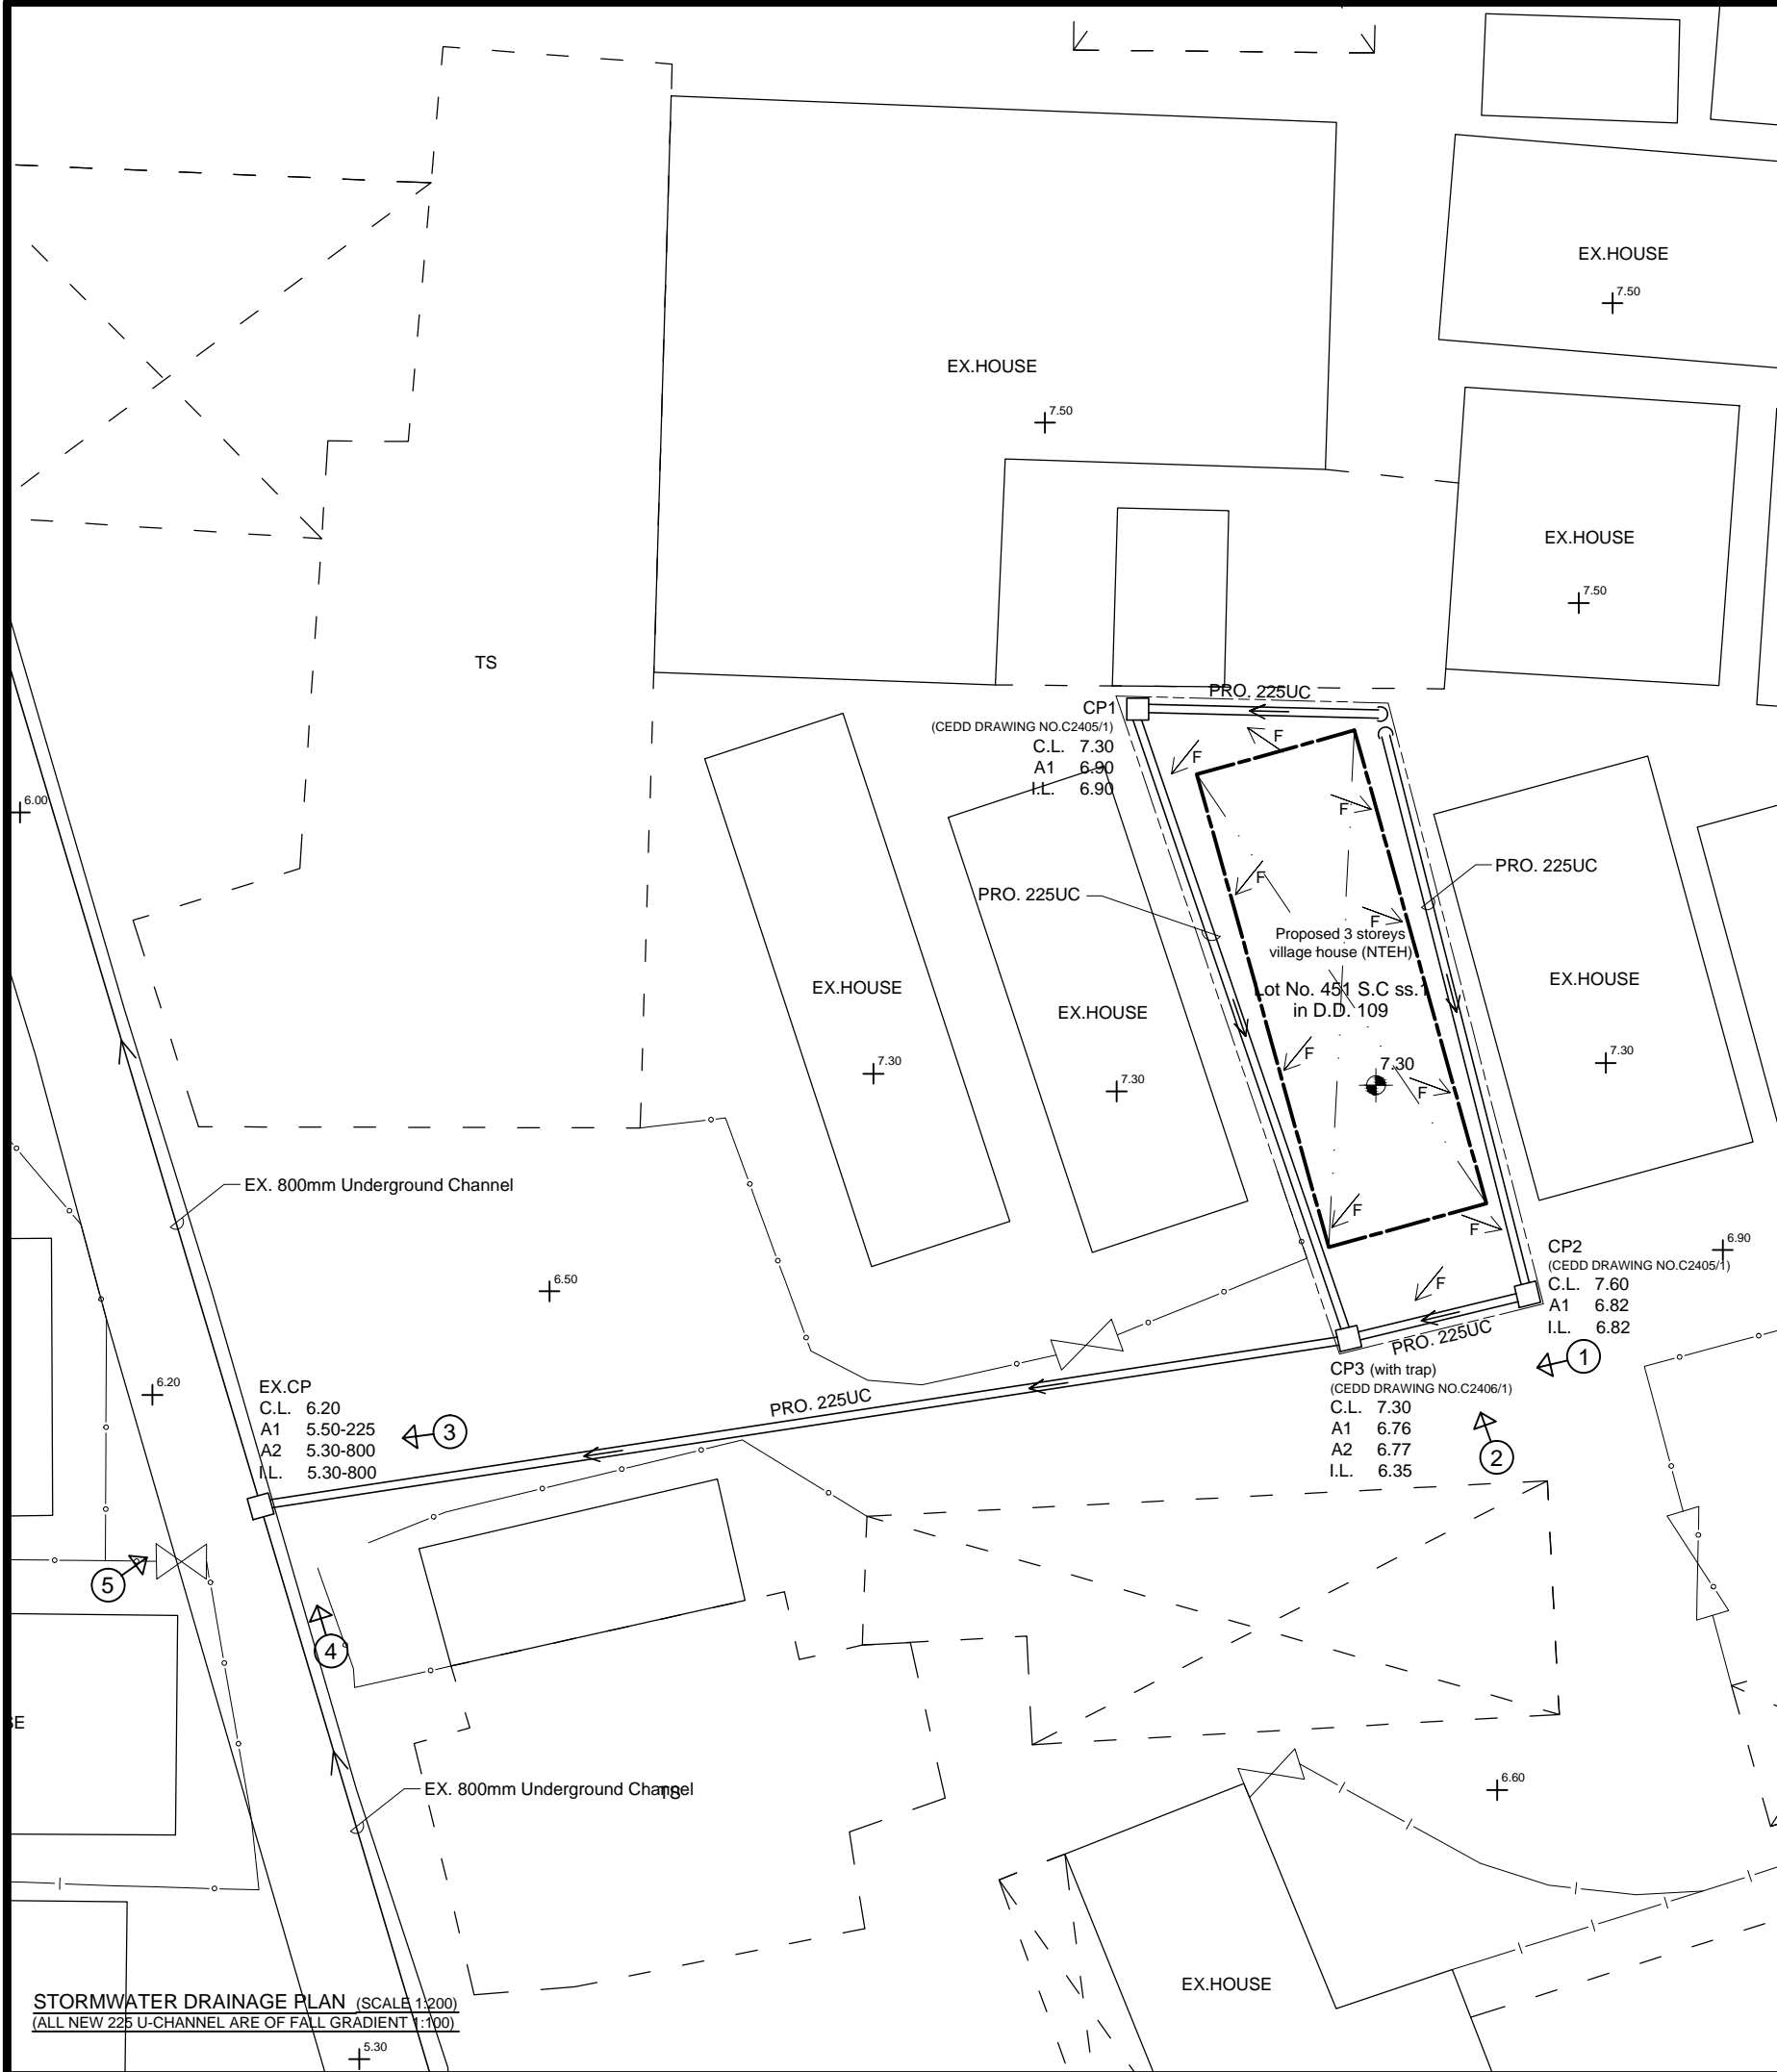 EX.HOUSE
7.50
EX.HOUSE
7.50
EX.HOUSE
7.50
TS
PRO. 225UC
CP1
(CEDD DRAWING NO.C2405/1)
C.L. 7.30
A1 6.90
I.L. 6.90
F
F
F
F
F
F
F
F
F
F
6.00
PRO. 225UC
PRO. 225UC
Proposed 3 storeys
village house (NTEH)
Lot No. 451 S.C ss.1
in D.D. 109
7.30
EX.HOUSE
7.30
EX.HOUSE
7.30
EX.HOUSE
7.30
EX. 800mm Underground Channel
6.50
6.90
CP2
(CEDD DRAWING NO.C2405/1)
C.L. 7.60
A1 6.82
I.L. 6.82
PRO. 225UC
1
CP3 (with trap)
(CEDD DRAWING NO.C2406/1)
C.L. 7.30
A1 6.76
A2 6.77
I.L. 6.35
2
6.20
EX.CP
C.L. 6.20
A1 5.50-225
A2 5.30-800
I.L. 5.30-800
3
PRO. 225UC
5
4
EX. 800mm Underground Channel
TS
6.60
EX.HOUSE
STORMWATER DRAINAGE PLAN (SCALE 1:200)
(ALL NEW 225 U-CHANNEL ARE OF FALL GRADIENT 1:100)
5.30